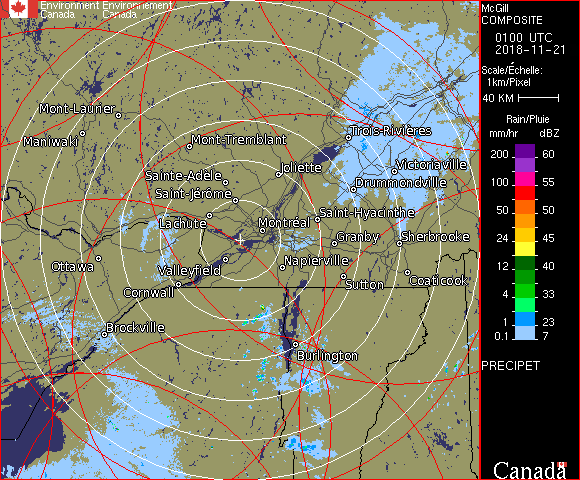 Environment Environnement
Canada Canada
McGill
COMPOSITE
0100 UTC
2018-11-21
Scale/Échelle:
1km/Pixel
40 KM
Rain/Pluie
mm/hr dBZ
200 60
55
100 55
50 50
24 45
12 40
4 33
1 23
0.1 7
PRECIPET
Canada
Mont-Laurier
Maniwaki
Mont-Tremblant
Trois-Rivières
Joliette
Victoriaville
Sainte-Adèle
Drummondville
Saint-Jérôme
Lachute
Saint-Hyacinthe
Montréal
Granby
Sherbrooke
Ottawa
Valleyfield
Napierville
Sutton
Coaticook
Cornwall
Brockville
Burlington